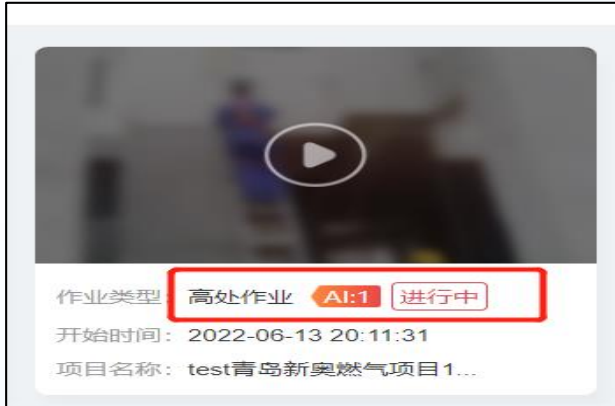 作业类型: 高处作业 AI:1 进行中
开始时间: 2022-06-13 20:11:31
项目名称: test青岛新奥燃气项目1...